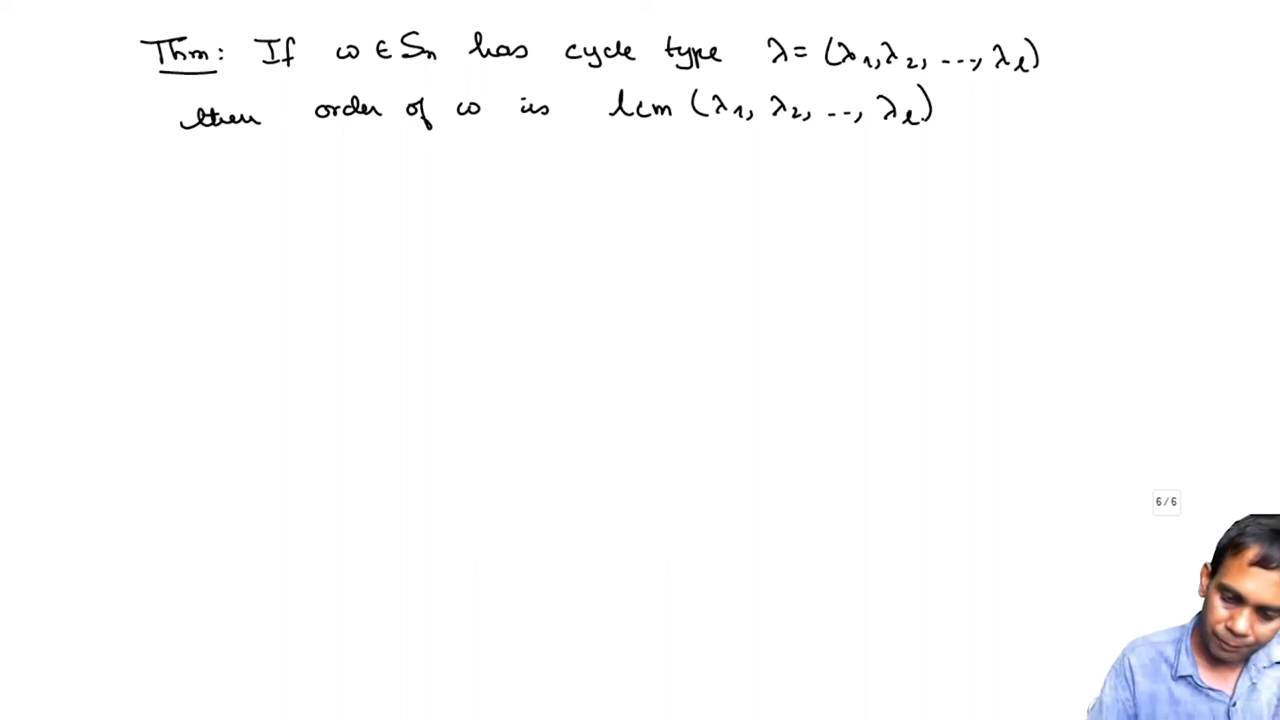 Thm: If ω ∈ Sₙ has cycle type λ = (λ₁, λ₂, ..., λₗ)
then order of ω is lcm (λ₁, λ₂, .., λₗ)
6/6